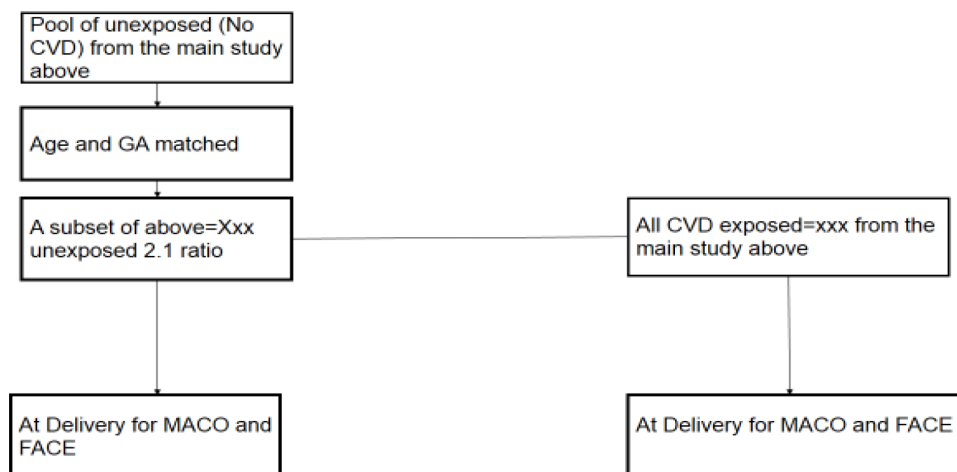 Pool of unexposed (No
CVD) from the main study
above
Age and GA matched
A subset of above=Xxx
unexposed 2.1 ratio
All CVD exposed=xxx from the
main study above
At Delivery for MACO and
FACE
At Delivery for MACO and FACE